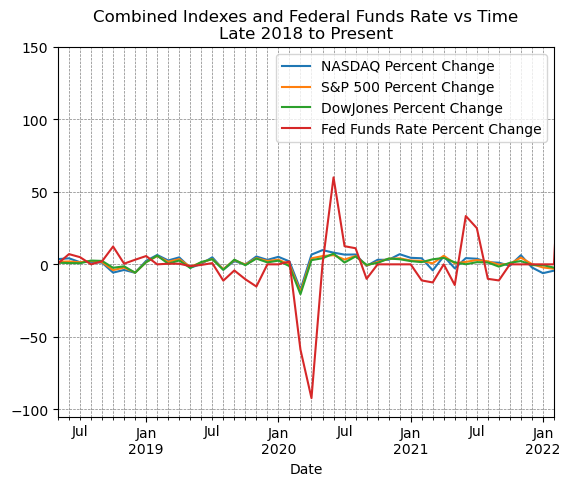 Combined Indexes and Federal Funds Rate vs Time
Late 2018 to Present
150
100
50
0
−50
−100
NASDAQ Percent Change
S&P 500 Percent Change
DowJones Percent Change
Fed Funds Rate Percent Change
Jul
Jan
2019
Jul
Jan
2020
Jul
Jan
2021
Jul
Jan
2022
Date